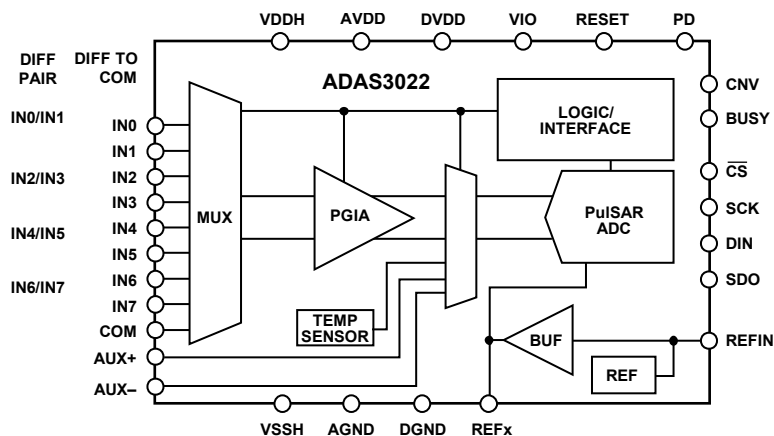 VDDH AVDD DVDD VIO RESET PD
DIFF
PAIR
DIFF TO
COM
ADAS3022
IN0/IN1
IN2/IN3
IN4/IN5
IN6/IN7
IN0
IN1
IN2
IN3
IN4
IN5
IN6
IN7
COM
AUX+
AUX–
MUX
PGIA
TEMP
SENSOR
LOGIC/
INTERFACE
PulSAR
ADC
BUF
REF
CNV
BUSY
CS
SCK
DIN
SDO
REFIN
VSSH AGND DGND REFx